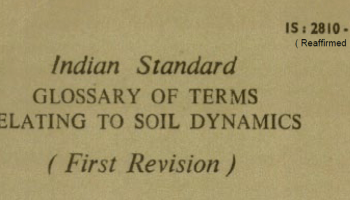 IS : 2810 -
( Reaffirmed
Indian Standard
GLOSSARY OF TERMS
ELATING TO SOIL DYNAMICS
( First Revision )